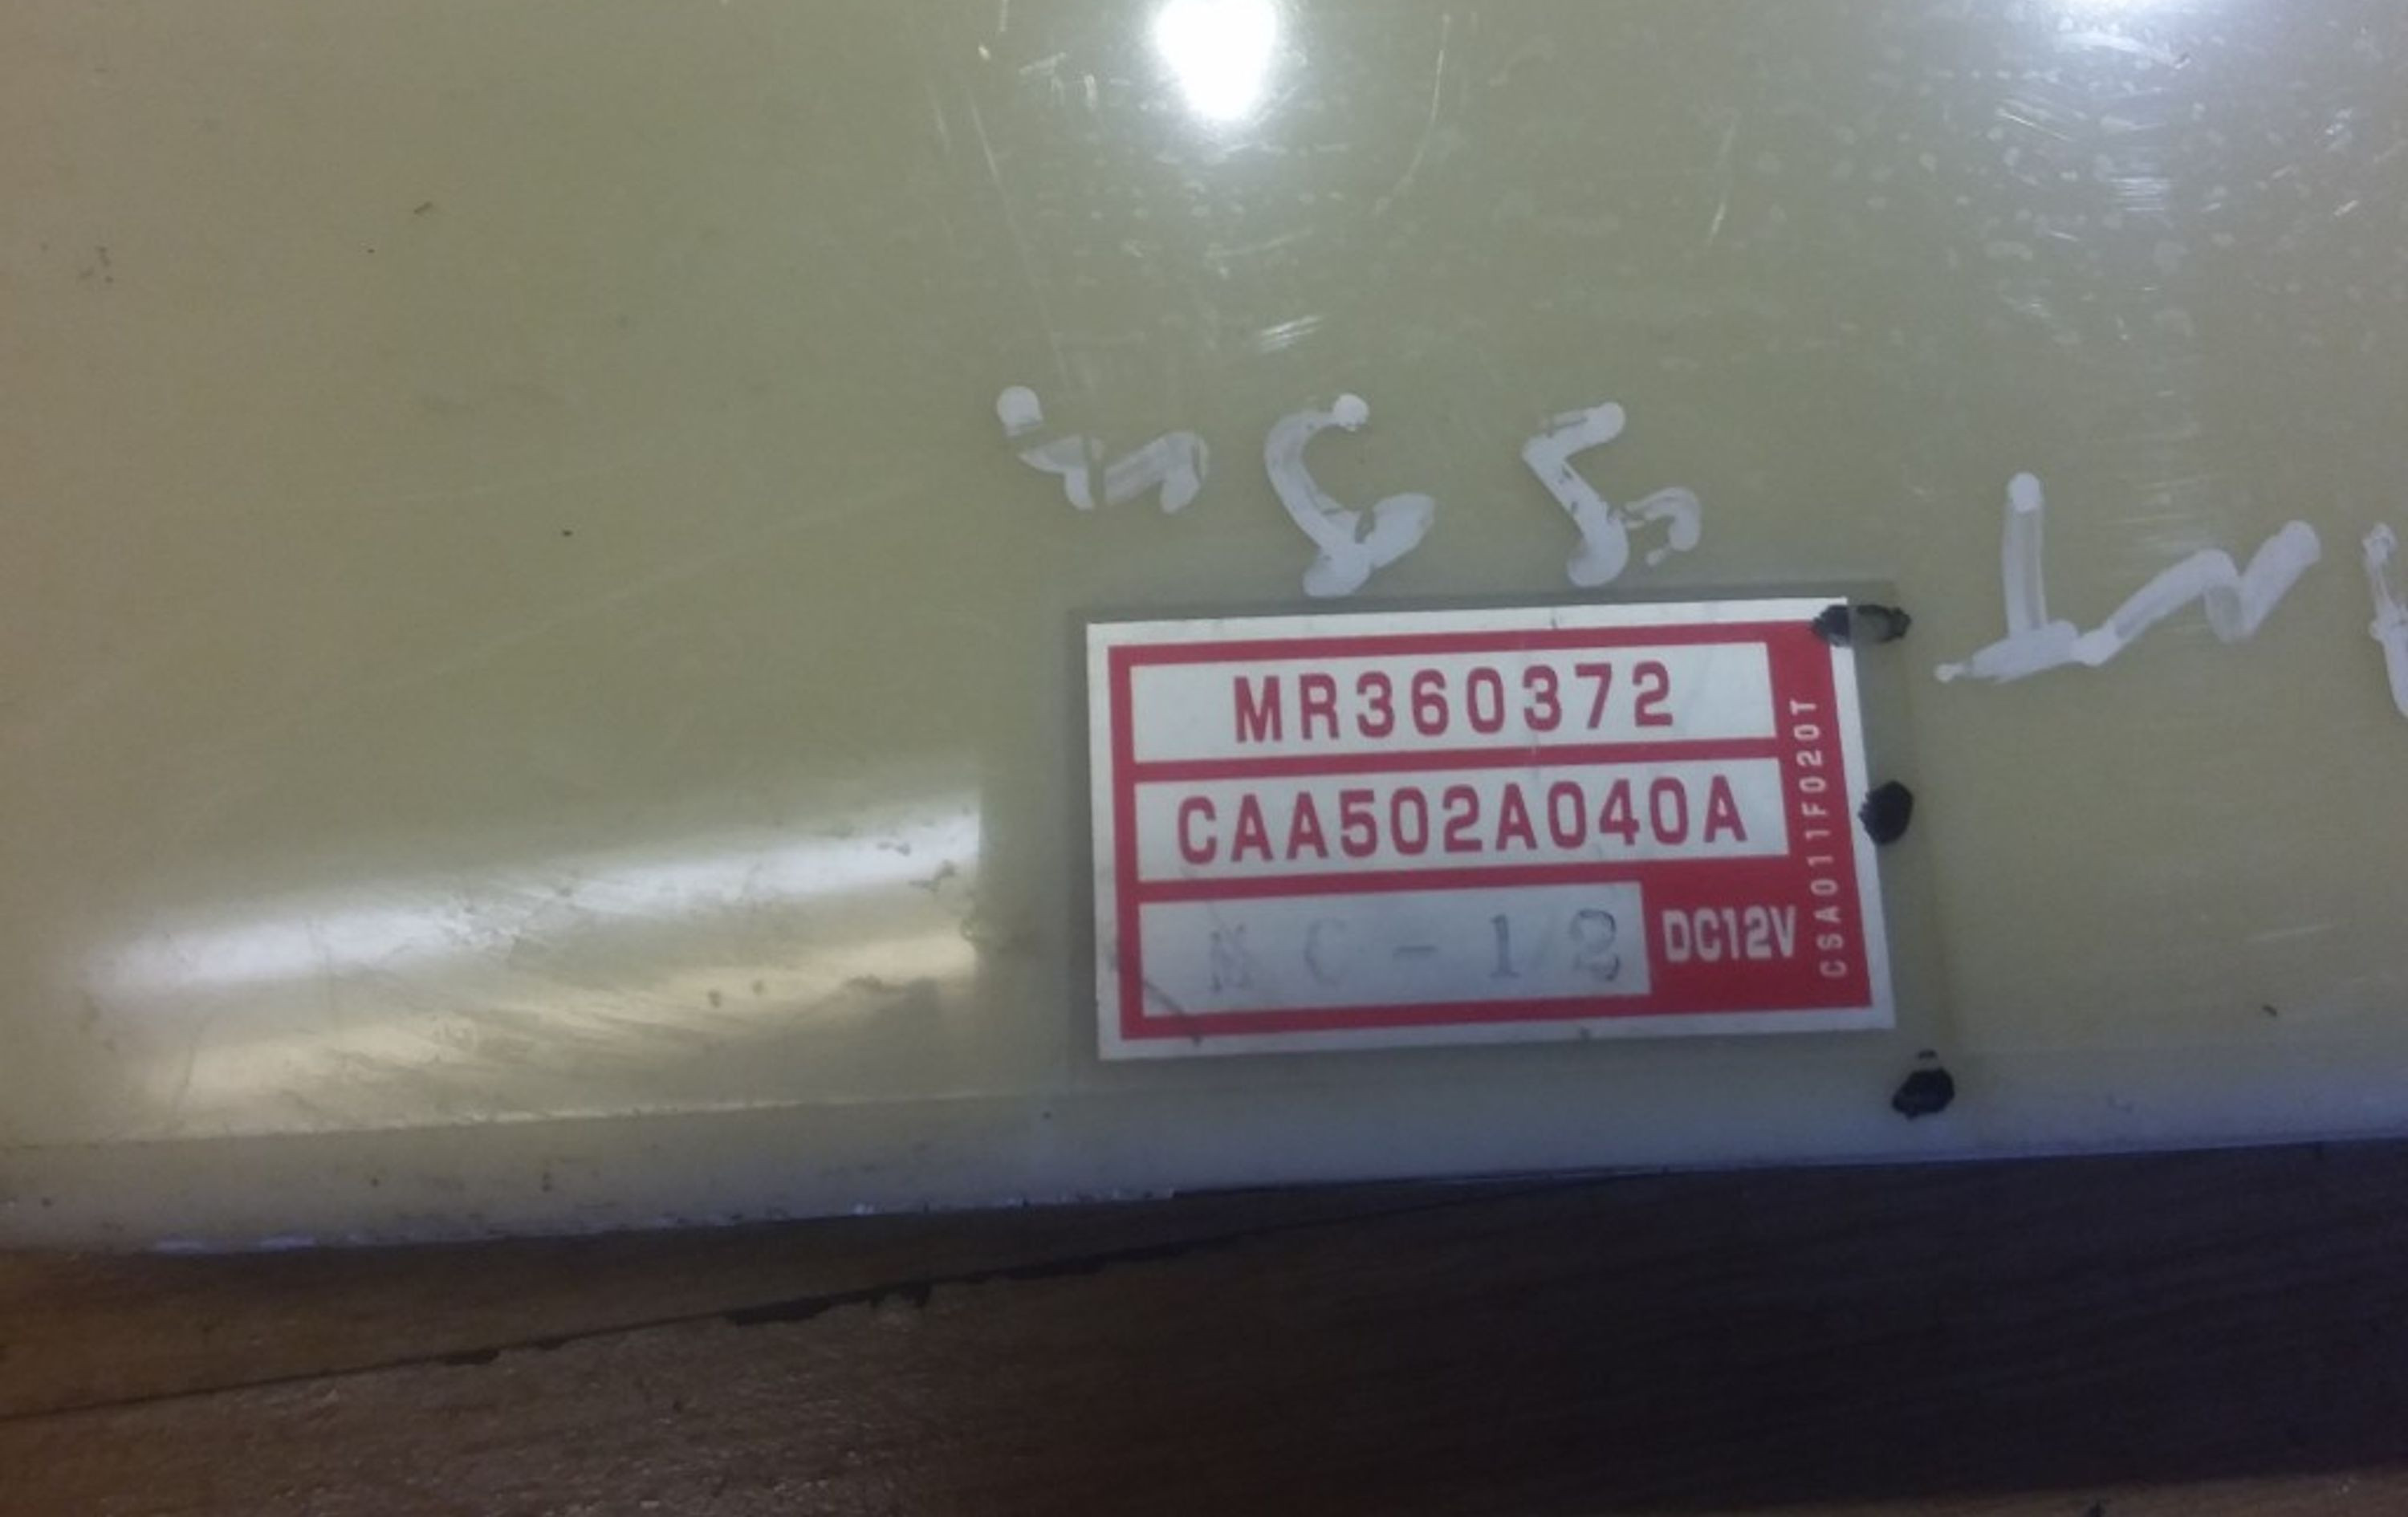 MR360372
CAA502A040A
MC-12
DC12V
CSA011F020T